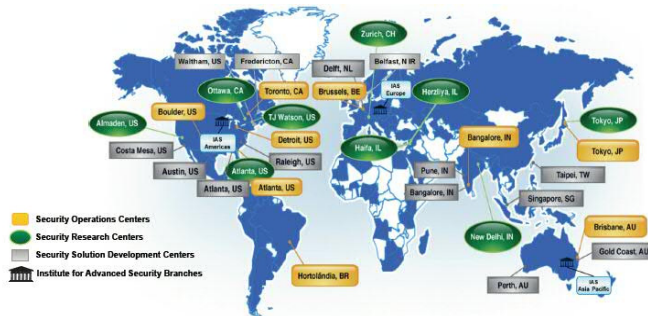 Zurich, CH
Waltham, US
Fredericton, CA
Delft, NL
Belfast, N IR
Ottawa, CA
Toronto, CA
Brussels, BE
IAS
Europe
Herzliya, IL
Boulder, US
TJ Watson, US
Almaden, US
IAS
Americas
Detroit, US
Bangalore, IN
Tokyo, JP
Costa Mesa, US
Raleigh, US
Haifa, IL
Tokyo, JP
Austin, US
Atlanta, US
Pune, IN
Taipei, TW
Atlanta, US
Atlanta, US
Bangalore, IN
Singapore, SG
Security Operations Centers
Security Research Centers
Security Solution Development Centers
Institute for Advanced Security Branches
New Delhi, IN
Brisbane, AU
Gold Coast, AU
Hortolândia, BR
Perth, AU
IAS
Asia Pacific